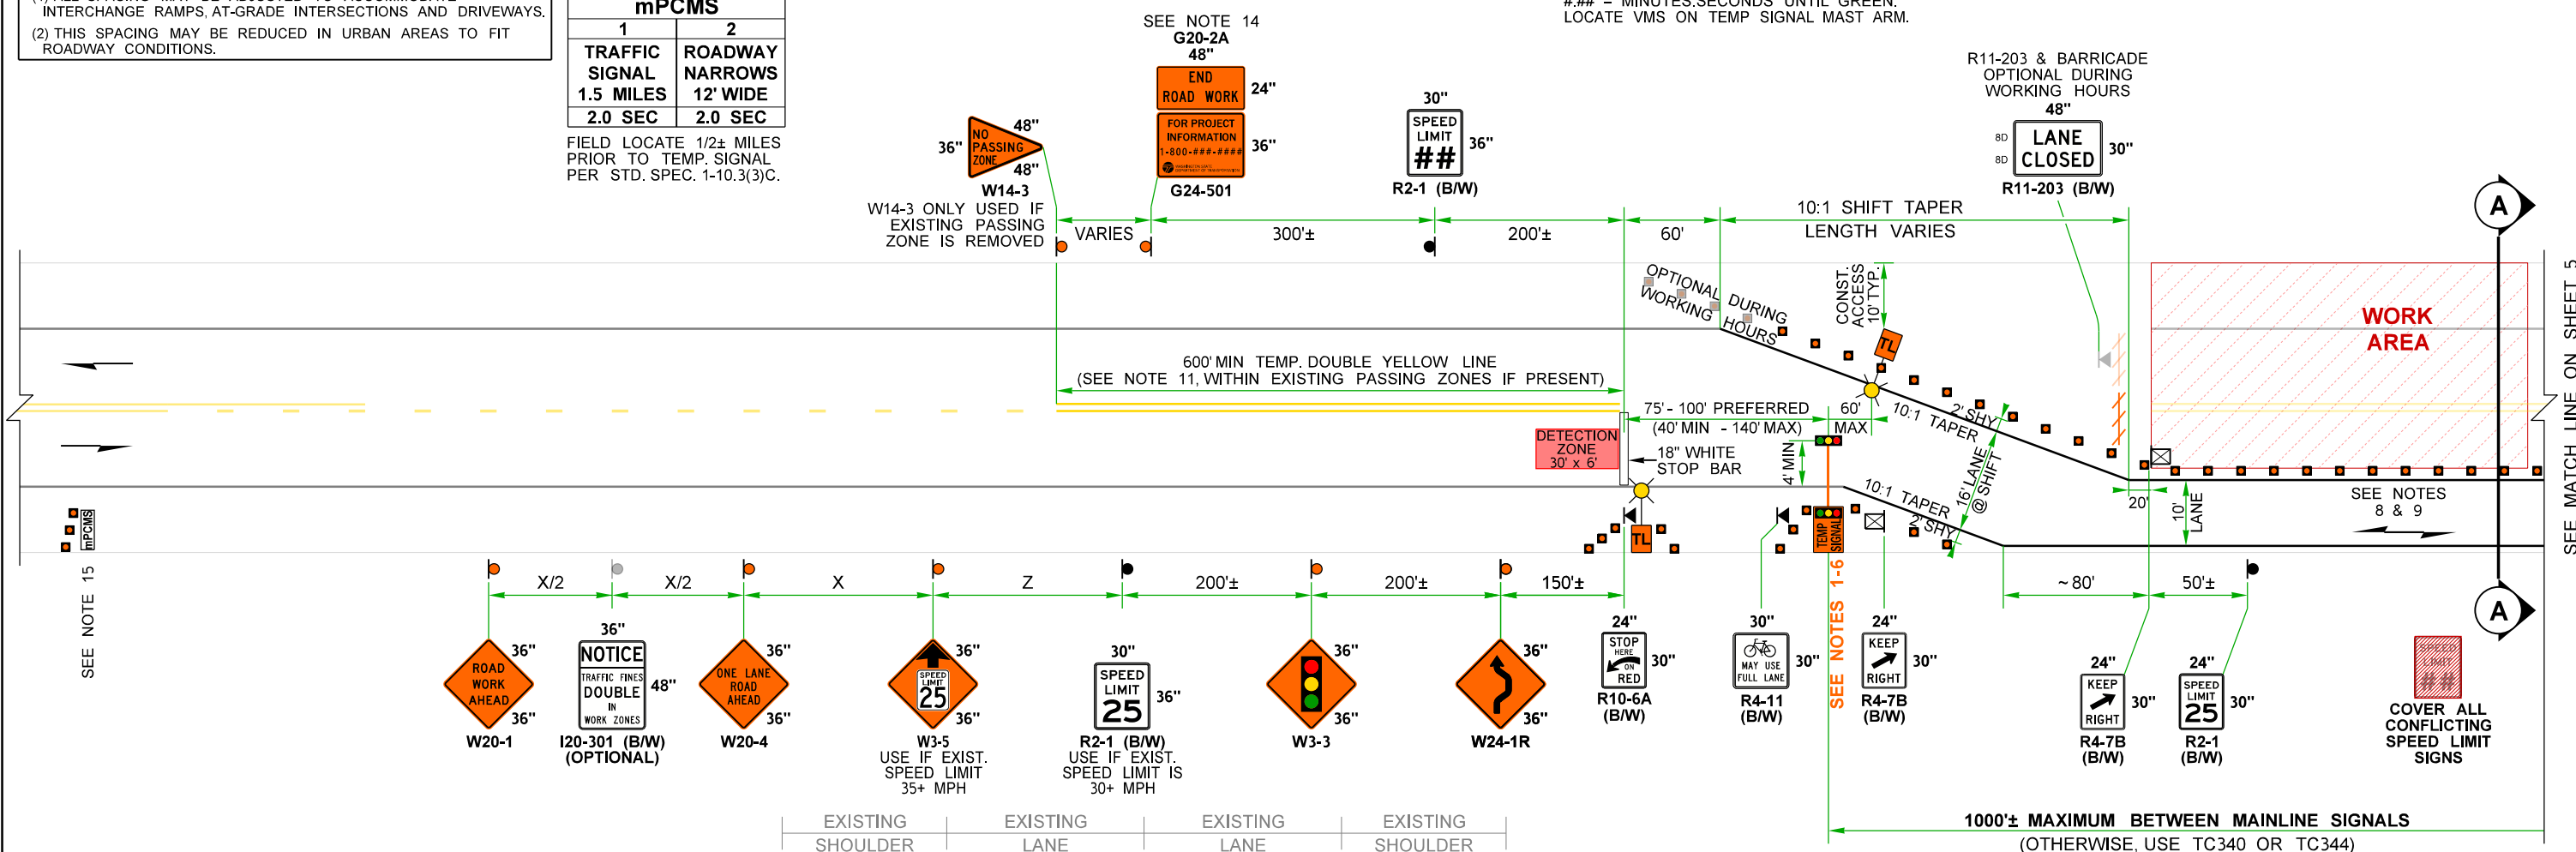 INTERCHANGE RAMPS, AT-GRADE INTERSECTIONS AND DRIVEWAYS.
(2) THIS SPACING MAY BE REDUCED IN URBAN AREAS TO FIT
ROADWAY CONDITIONS.
mPCMS
1
2
TRAFFIC
SIGNAL
1.5 MILES
ROADWAY
NARROWS
12' WIDE
2.0 SEC
2.0 SEC
FIELD LOCATE 1/2± MILES
PRIOR TO TEMP. SIGNAL
PER STD. SPEC. 1-10.3(3)C.
#.## = MINUTES.SECONDS UNTIL GREEN.
LOCATE VMS ON TEMP SIGNAL MAST ARM.
NO
PASSING
ZONE
48"
36"
48"
W14-3
W14-3 ONLY USED IF
EXISTING PASSING
ZONE IS REMOVED
SEE NOTE 14
G20-2A
48"
END
ROAD WORK
24"
FOR PROJECT
INFORMATION
1-800-###-####
36"
G24-501
30"
SPEED
LIMIT
##
36"
R2-1 (B/W)
R11-203 & BARRICADE
OPTIONAL DURING
WORKING HOURS
48"
8D
8D
LANE
CLOSED
30"
R11-203 (B/W)
A
VARIES
300'±
200'±
60'
10:1 SHIFT TAPER
LENGTH VARIES
OPTIONAL DURING
WORKING HOURS
CONST.
ACCESS
10' TYP.
TL
WORK
AREA
SEE MATCH LINE ON SHEET 5
600' MIN TEMP. DOUBLE YELLOW LINE
(SEE NOTE 11, WITHIN EXISTING PASSING ZONES IF PRESENT)
75' - 100' PREFERRED
(40' MIN - 140' MAX)
60'
MAX
10:1 TAPER
2' SHY
DETECTION
ZONE
30' x 6'
18" WHITE
STOP BAR
4' MIN
16' LANE
@ SHIFT
10:1 TAPER
2' SHY
20'
10'
LANE
SEE NOTES
8 & 9
mPCMS
SEE NOTE 15
TL
TEMP
SIGNAL
SEE NOTES 1-6
X/2
X/2
X
Z
200'±
200'±
150'±
~80'
50'±
A
ROAD
WORK
AHEAD
36"
36"
W20-1
36"
NOTICE
TRAFFIC FINES
DOUBLE
IN
WORK ZONES
48"
I20-301 (B/W)
(OPTIONAL)
ONE LANE
ROAD
AHEAD
36"
36"
W20-4
SPEED
LIMIT
25
36"
36"
W3-5
USE IF EXIST.
SPEED LIMIT
35+ MPH
30"
SPEED
LIMIT
25
36"
R2-1 (B/W)
USE IF EXIST.
SPEED LIMIT IS
30+ MPH
36"
36"
W3-3
36"
36"
W24-1R
24"
STOP
HERE
ON
RED
30"
R10-6A
(B/W)
30"
MAY USE
FULL LANE
30"
R4-11
(B/W)
24"
KEEP
RIGHT
30"
R4-7B
(B/W)
24"
KEEP
RIGHT
30"
R4-7B
(B/W)
24"
SPEED
LIMIT
25
30"
R2-1
(B/W)
SPEED
LIMIT
##
COVER ALL
CONFLICTING
SPEED LIMIT
SIGNS
EXISTING
SHOULDER
EXISTING
LANE
EXISTING
LANE
EXISTING
SHOULDER
1000'± MAXIMUM BETWEEN MAINLINE SIGNALS
(OTHERWISE, USE TC340 OR TC344)